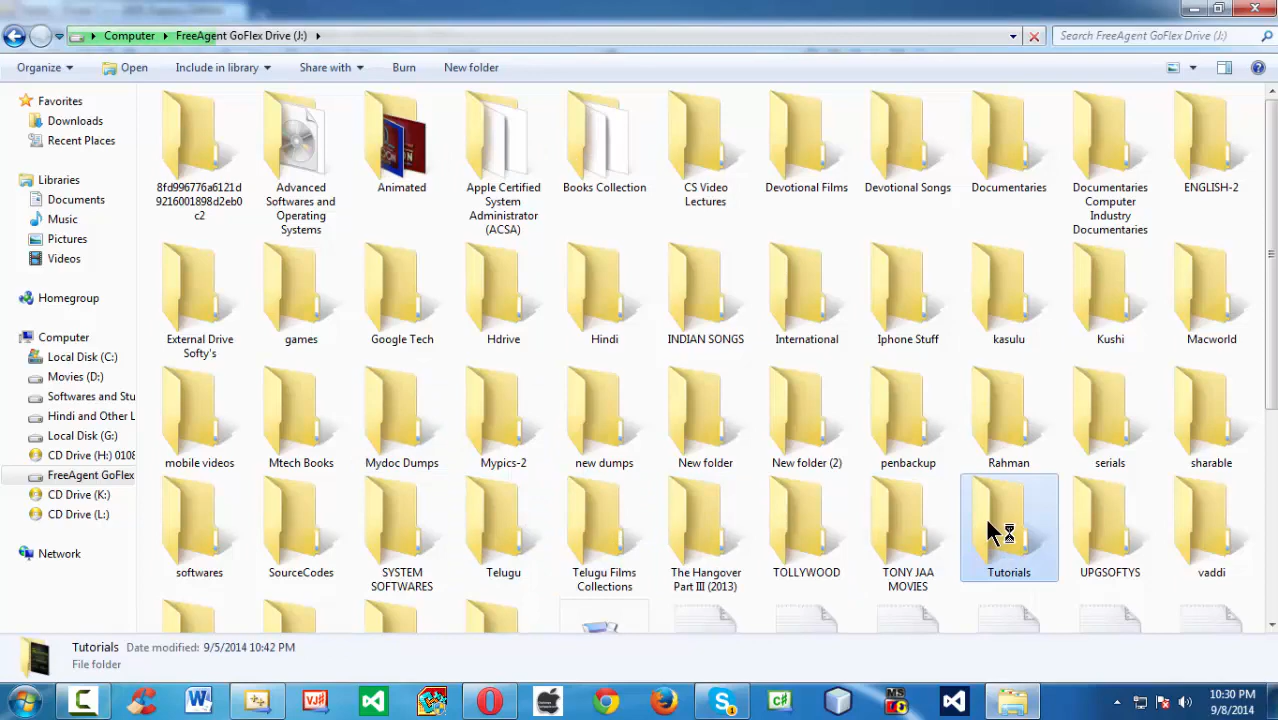 Computer FreeAgent GoFlex Drive (J:) Search FreeAgent GoFlex Drive (J:)
Organize Open Include in library Share with Burn New folder
Favorites
Downloads
Recent Places
Libraries
Documents
Music
Pictures
Videos
Homegroup
Computer
Local Disk (C:)
Movies (D:)
Softwares and Stu
Hindi and Other L
Local Disk (G:)
CD Drive (H:) 0108
FreeAgent GoFlex
CD Drive (K:)
CD Drive (L:)
Network
8fd996776a6121d
9216001898d2eb0
c2
Advanced
Softwares and
Operating
Systems
Animated
Apple Certified
System
Administrator
(ACSA)
Books Collection
CS Video
Lectures
Devotional Films
Devotional Songs
Documentaries
Documentaries
Computer
Industry
Documentaries
ENGLISH-2
External Drive
Softy's
games
Google Tech
Hdrive
Hindi
INDIAN SONGS
International
Iphone Stuff
kasulu
Kushi
Macworld
mobile videos
Mtech Books
Mydoc Dumps
Mypics-2
new dumps
New folder
New folder (2)
penbackup
Rahman
serials
sharable
softwares
SourceCodes
SYSTEM
SOFTWARES
Telugu
Telugu Films
Collections
The Hangover
Part III (2013)
TOLLYWOOD
TONY JAA
MOVIES
Tutorials
UPGSOFTYS
vaddi
Tutorials Date modified: 9/5/2014 10:42 PM
File folder
10:30 PM
9/8/2014